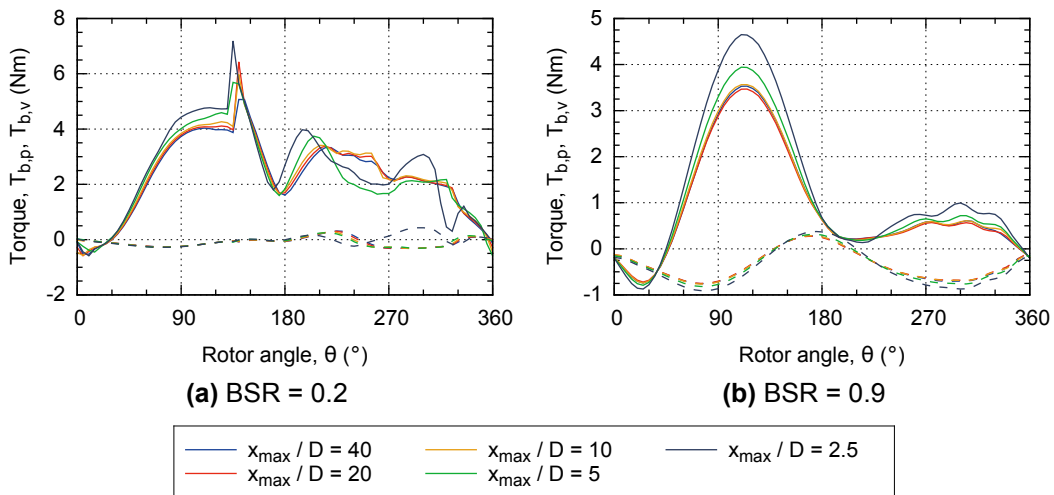 Torque, T_b,p, T_b,v (Nm)
8
6
4
2
0
-2
0 90 180 270 360
Rotor angle, θ (°)
(a) BSR = 0.2
Torque, T_b,p, T_b,v (Nm)
5
4
3
2
1
0
-1
0 90 180 270 360
Rotor angle, θ (°)
(b) BSR = 0.9
x_max / D = 40
x_max / D = 20
x_max / D = 10
x_max / D = 5
x_max / D = 2.5